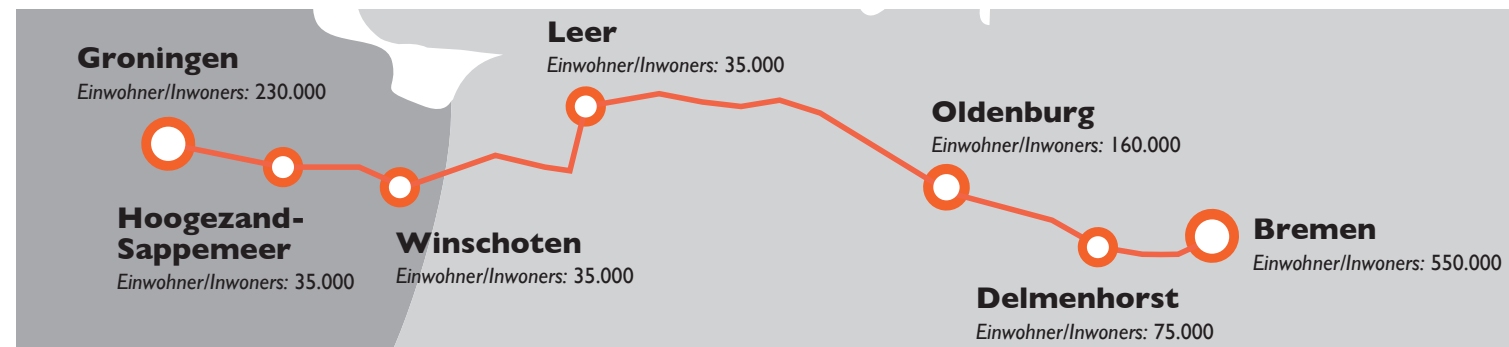 Groningen
Einwohner/Inwoners: 230.000
Hoogezand-
Sappemeer
Einwohner/Inwoners: 35.000
Winschoten
Einwohner/Inwoners: 35.000
Leer
Einwohner/Inwoners: 35.000
Oldenburg
Einwohner/Inwoners: 160.000
Delmenhorst
Einwohner/Inwoners: 75.000
Bremen
Einwohner/Inwoners: 550.000